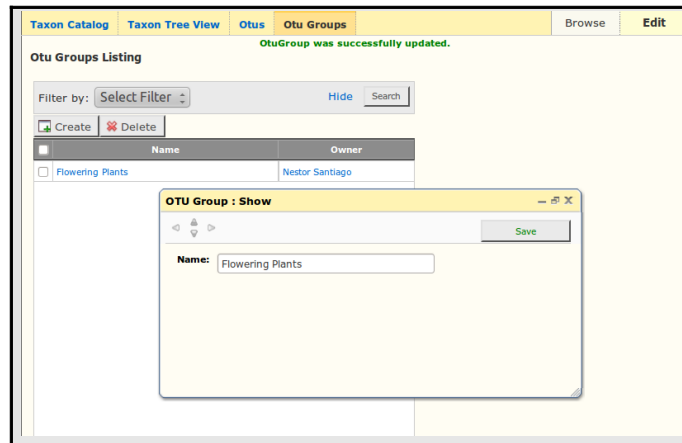 Taxon Catalog Taxon Tree View Otus Otu Groups Browse Edit
OtuGroup was successfully updated.
Otu Groups Listing
Filter by: Select Filter Hide Search
Create Delete
Name Owner
Flowering Plants Nestor Santiago
OTU Group : Show
Save
Name: Flowering Plants